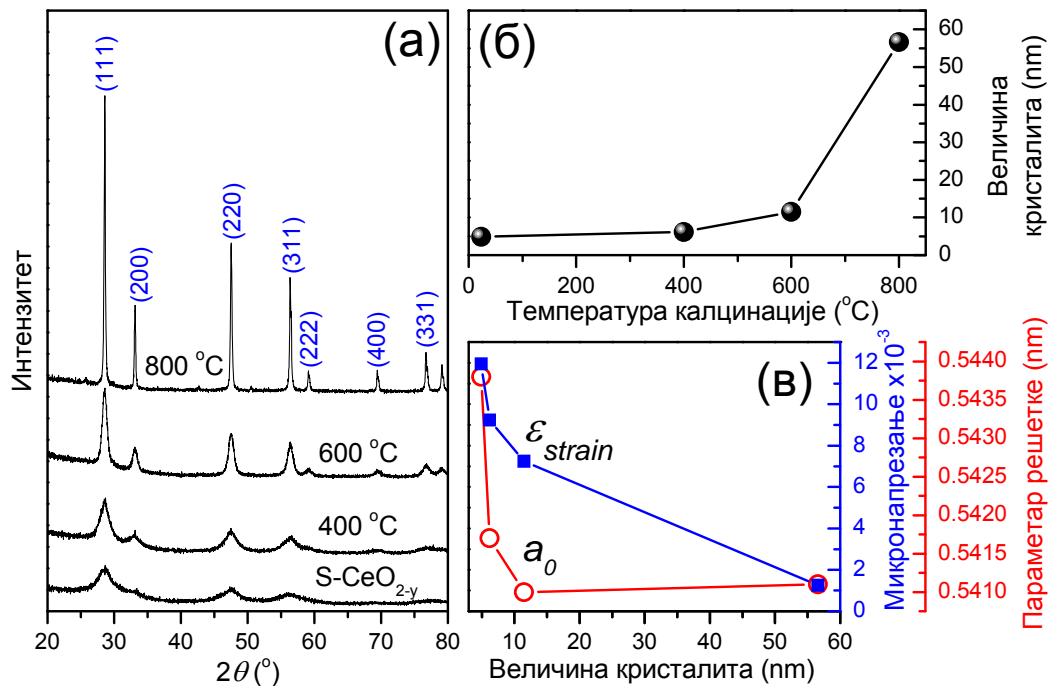 (а)
(111)
(200)
(220)
(311)
(222)
(400)
(331)
800 °C
600 °C
400 °C
S-CeO2-y
Интензитет
20 30 40 50 60 70 80
2θ (°)
(б)
60
50
40
30
20
10
0
Величина
кристалита (nm)
0 200 400 600 800
Температура калцинације (°C)
(в)
εstrain
a0
12
10
8
6
4
2
0
Микронапрезање x10-3
0.5440
0.5435
0.5430
0.5425
0.5420
0.5415
0.5410
Параметар решетке (nm)
10 20 30 40 50 60
Величина кристалита (nm)